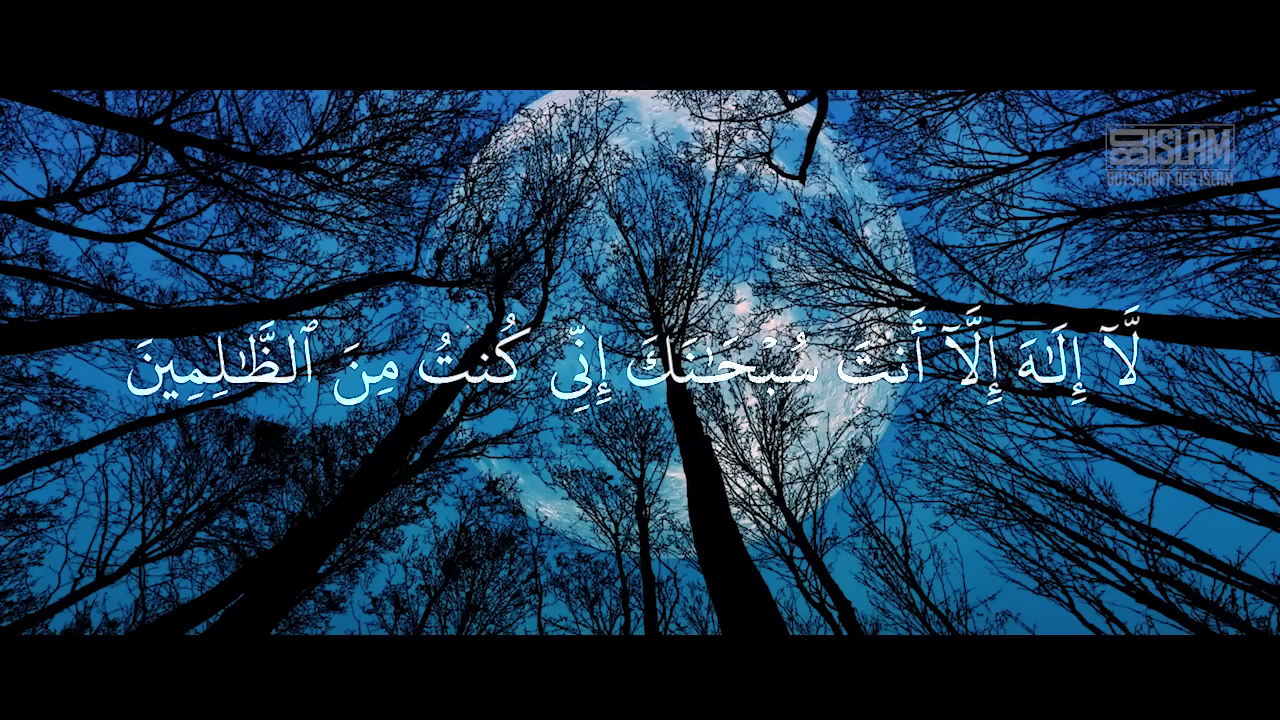 لَّآ إِلَـٰهَ إِلَّآ أَنتَ سُبْحَـٰنَكَ إِنِّى كُنتُ مِنَ ٱلظَّـٰلِمِينَ
ISLAM
BOTSCHAFT DES ISLAM